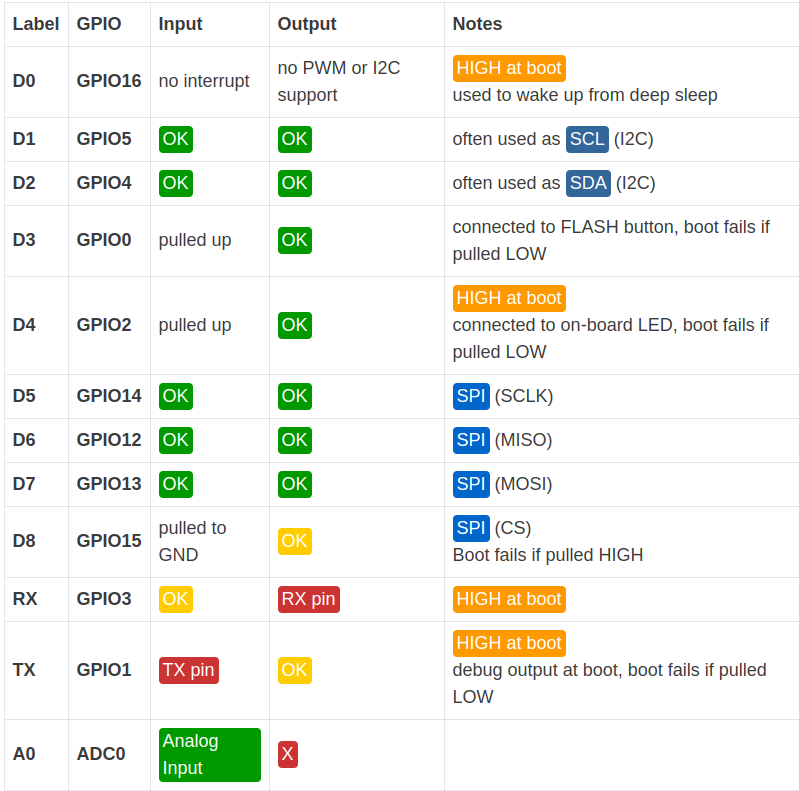 Label GPIO Input Output Notes
D0 GPIO16 no interrupt no PWM or I2C support HIGH at boot
used to wake up from deep sleep
D1 GPIO5 OK OK often used as SCL (I2C)
D2 GPIO4 OK OK often used as SDA (I2C)
D3 GPIO0 pulled up OK connected to FLASH button, boot fails if
pulled LOW
D4 GPIO2 pulled up OK HIGH at boot
connected to on-board LED, boot fails if
pulled LOW
D5 GPIO14 OK OK SPI (SCLK)
D6 GPIO12 OK OK SPI (MISO)
D7 GPIO13 OK OK SPI (MOSI)
D8 GPIO15 pulled to GND OK SPI (CS)
Boot fails if pulled HIGH
RX GPIO3 OK RX pin HIGH at boot
TX GPIO1 TX pin OK HIGH at boot
debug output at boot, boot fails if pulled
LOW
A0 ADC0 Analog Input X